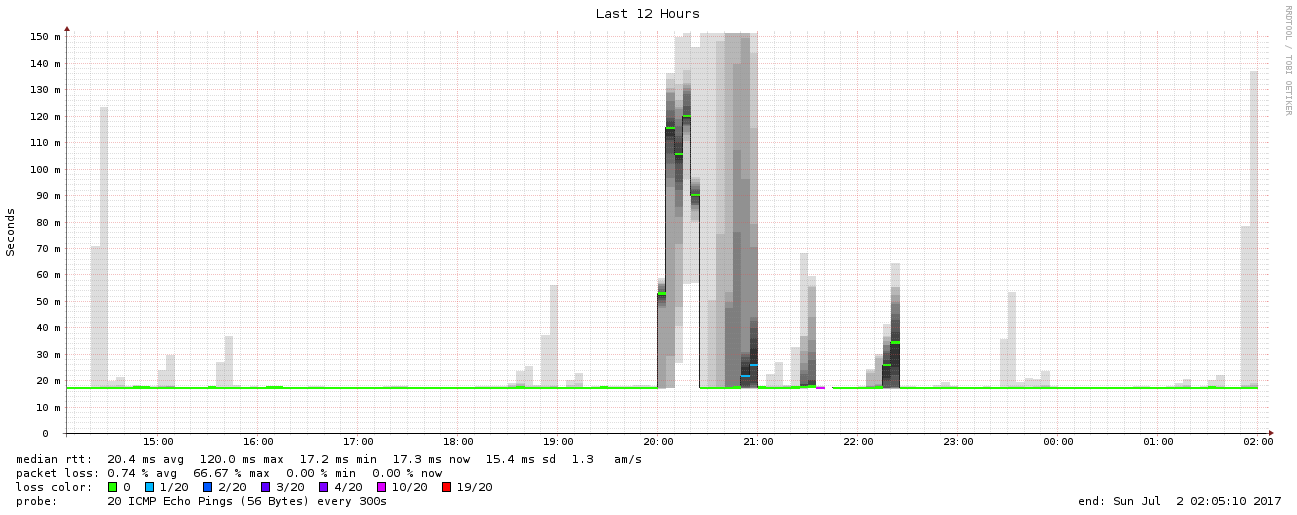 Last 12 Hours
RRDTOOL / TOBI OETIKER
Seconds
150 m
140 m
130 m
120 m
110 m
100 m
90 m
80 m
70 m
60 m
50 m
40 m
30 m
20 m
10 m
0
15:00 16:00 17:00 18:00 19:00 20:00 21:00 22:00 23:00 00:00 01:00 02:00
median rtt: 20.4 ms avg 120.0 ms max 17.2 ms min 17.3 ms now 15.4 ms sd 1.3 am/s
packet loss: 0.74 % avg 66.67 % max 0.00 % min 0.00 % now
loss color: 0 1/20 2/20 3/20 4/20 10/20 19/20
probe: 20 ICMP Echo Pings (56 Bytes) every 300s end: Sun Jul 2 02:05:10 2017